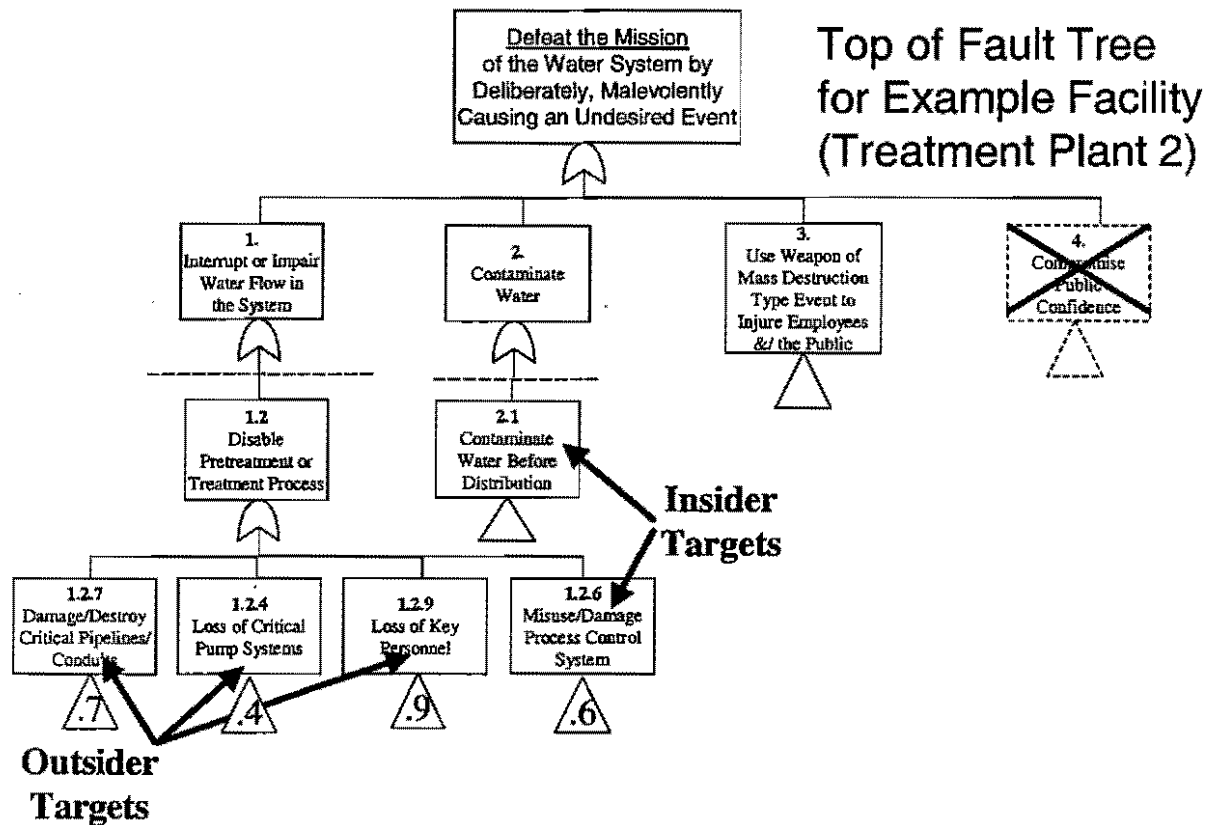 Defeat the Mission
of the Water System by
Deliberately, Malevolently
Causing an Undesired Event
Top of Fault Tree
for Example Facility
(Treatment Plant 2)
1.
Interrupt or Impair
Water Flow in
the System
2.
Contaminate
Water
3.
Use Weapon of
Mass Destruction
Type Event to
Injure Employees
&/ the Public
4.
Compromise
Public
Confidence
1.2
Disable
Pretreatment or
Treatment Process
2.1
Contaminate
Water Before
Distribution
Insider
Targets
1.2.7
Damage/Destroy
Critical Pipelines/
Conduits
1.2.4
Loss of Critical
Pump Systems
1.2.9
Loss of Key
Personnel
1.2.6
Misuse/Damage
Process Control
System
.7
.4
.9
.6
Outsider
Targets